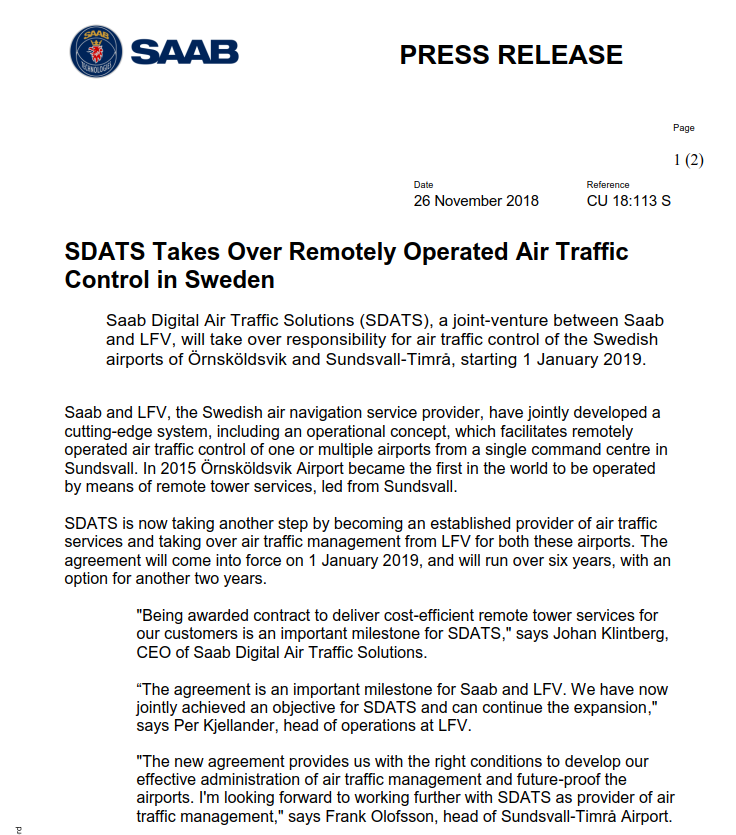 SAAB
TECHNOLOGIES
PRESS RELEASE
Page
1 (2)
Date
Reference
26 November 2018
CU 18:113 S
SDATS Takes Over Remotely Operated Air Traffic
Control in Sweden
Saab Digital Air Traffic Solutions (SDATS), a joint-venture between Saab
and LFV, will take over responsibility for air traffic control of the Swedish
airports of Örnsköldsvik and Sundsvall-Timrå, starting 1 January 2019.
Saab and LFV, the Swedish air navigation service provider, have jointly developed a
cutting-edge system, including an operational concept, which facilitates remotely
operated air traffic control of one or multiple airports from a single command centre in
Sundsvall. In 2015 Örnsköldsvik Airport became the first in the world to be operated
by means of remote tower services, led from Sundsvall.
SDATS is now taking another step by becoming an established provider of air traffic
services and taking over air traffic management from LFV for both these airports. The
agreement will come into force on 1 January 2019, and will run over six years, with an
option for another two years.
"Being awarded contract to deliver cost-efficient remote tower services for
our customers is an important milestone for SDATS," says Johan Klintberg,
CEO of Saab Digital Air Traffic Solutions.
“The agreement is an important milestone for Saab and LFV. We have now
jointly achieved an objective for SDATS and can continue the expansion,"
says Per Kjellander, head of operations at LFV.
"The new agreement provides us with the right conditions to develop our
effective administration of air traffic management and future-proof the
airports. I'm looking forward to working further with SDATS as provider of air
traffic management," says Frank Olofsson, head of Sundsvall-Timrå Airport.